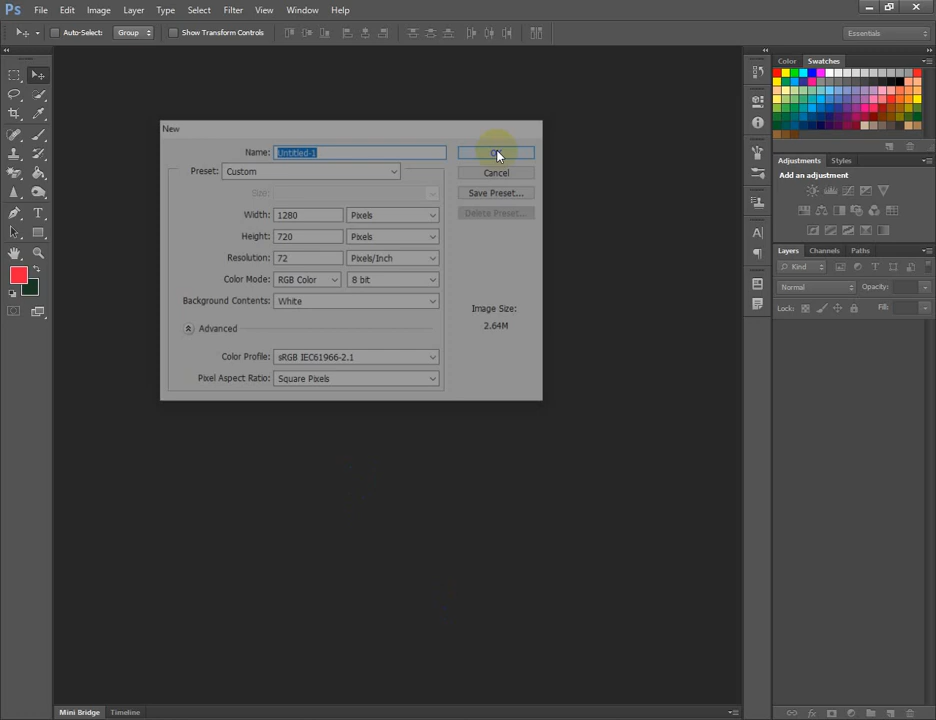 Ps File Edit Image Layer Type Select Filter View Window Help
Auto-Select: Group Show Transform Controls Essentials
Color Swatches
New
Name: Untitled-1 OK
Preset: Custom Cancel
Size: Save Preset...
Width: 1280 Pixels Delete Preset...
Height: 720 Pixels
Resolution: 72 Pixels/Inch
Color Mode: RGB Color 8 bit
Background Contents: White
Image Size:
2.64M
Advanced
Color Profile: sRGB IEC61966-2.1
Pixel Aspect Ratio: Square Pixels
Adjustments Styles
Add an adjustment
Layers Channels Paths
Kind
Normal Opacity:
Lock: Fill:
Mini Bridge Timeline